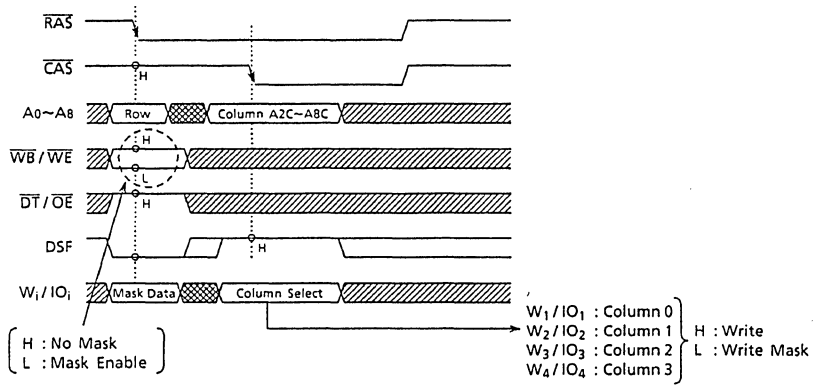 RAS
CAS
H
A0~A8
Row
Column A2C~A8C
WB / WE
H
L
DT / OE
H
DSF
H
Wi / IOi
Mask Data
Column Select
H : No Mask
L : Mask Enable
W1 / IO1 : Column 0
W2 / IO2 : Column 1
W3 / IO3 : Column 2
W4 / IO4 : Column 3
H : Write
L : Write Mask